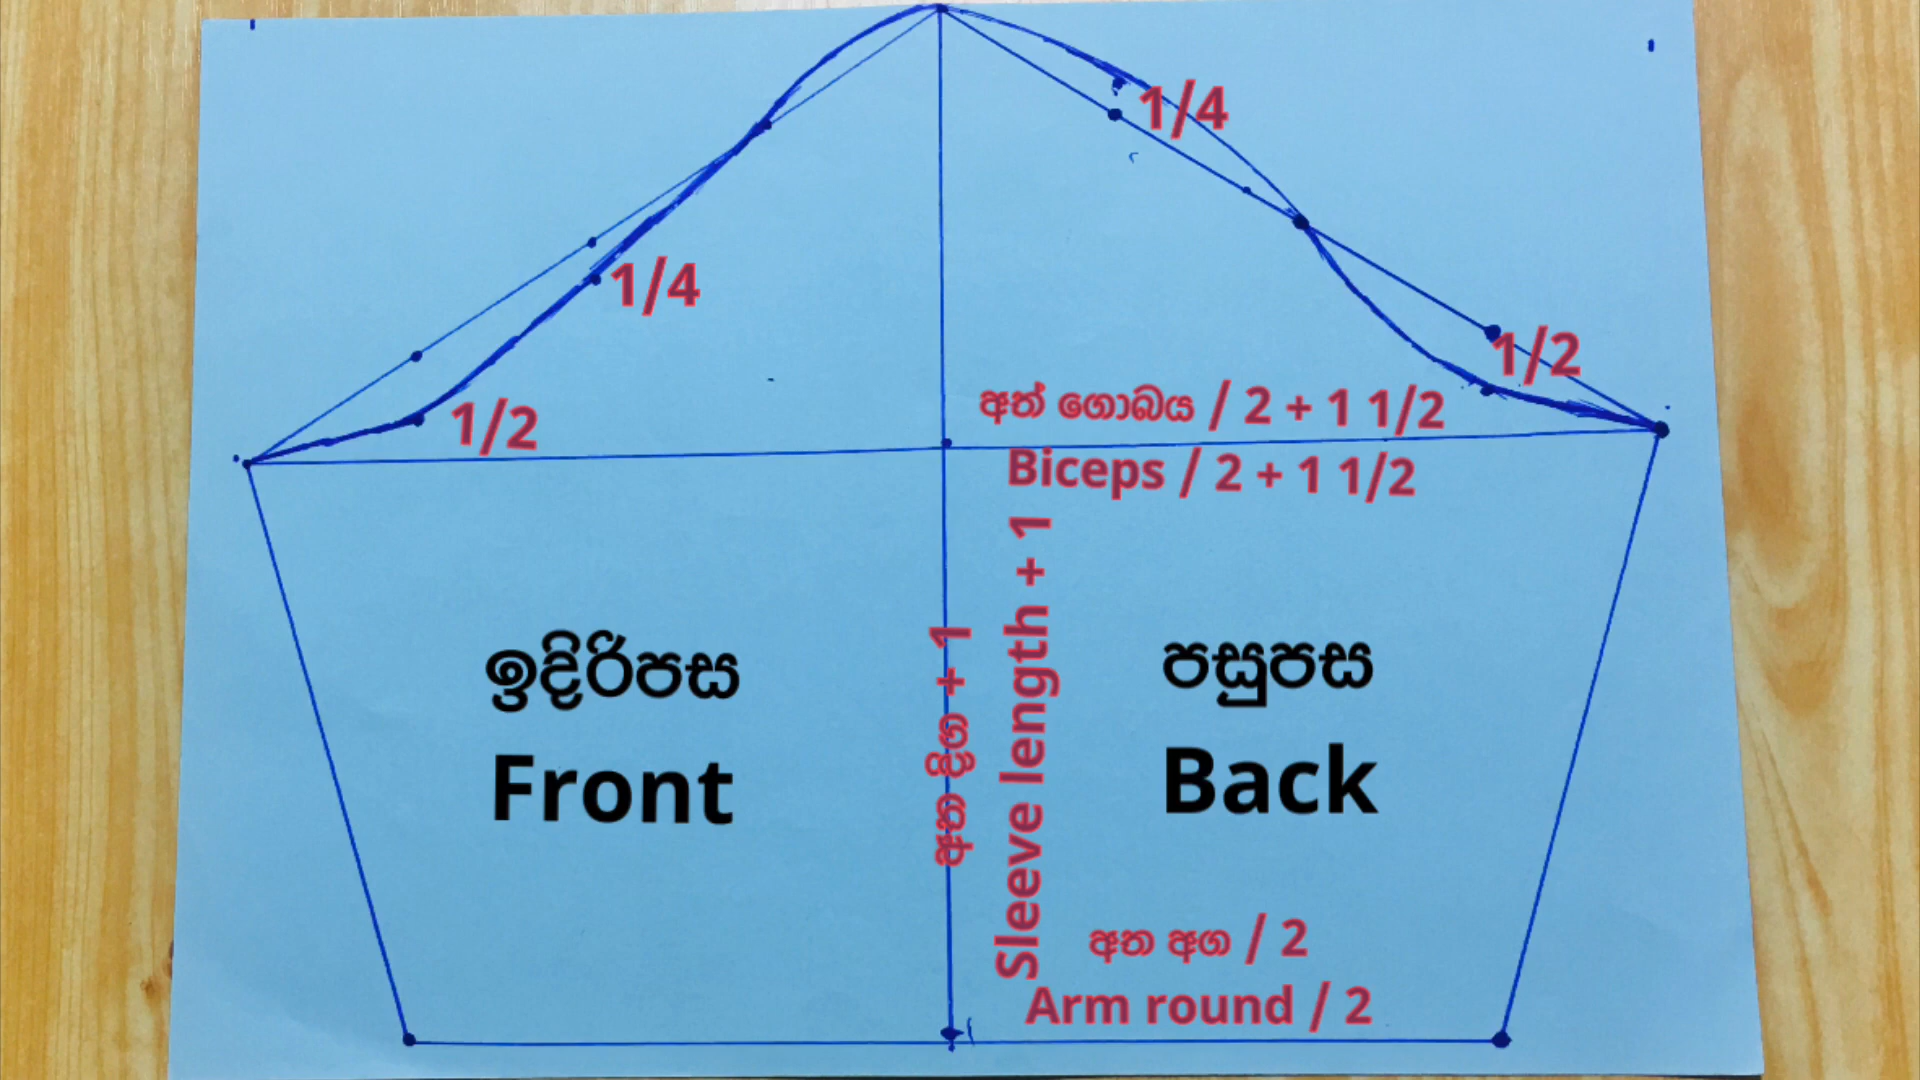 1/4
1/4
1/2
1/2
අත් ගොබය / 2 + 1 1/2
Biceps / 2 + 1 1/2
අත දිග + 1
Sleeve length + 1
ඉදිරිපස
Front
පසුපස
Back
අත අග / 2
Arm round / 2